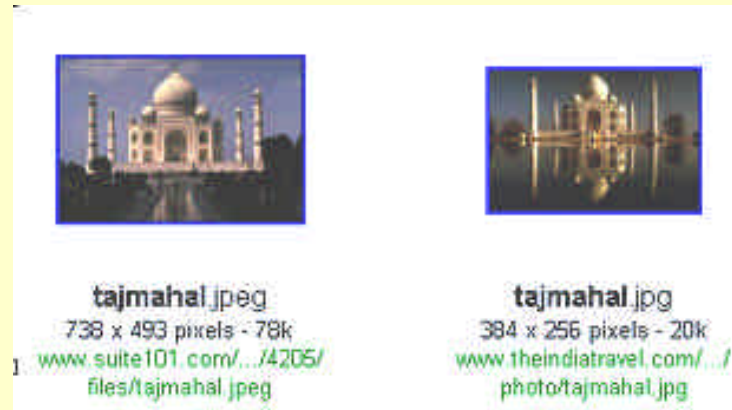 tajmahal.jpeg
738 x 493 pixels - 78k
www.suite101.com/.../4205/
files/tajmahal.jpeg
tajmahal.jpg
384 x 256 pixels - 20k
www.theindiatravel.com/.../
photo/tajmahal.jpg